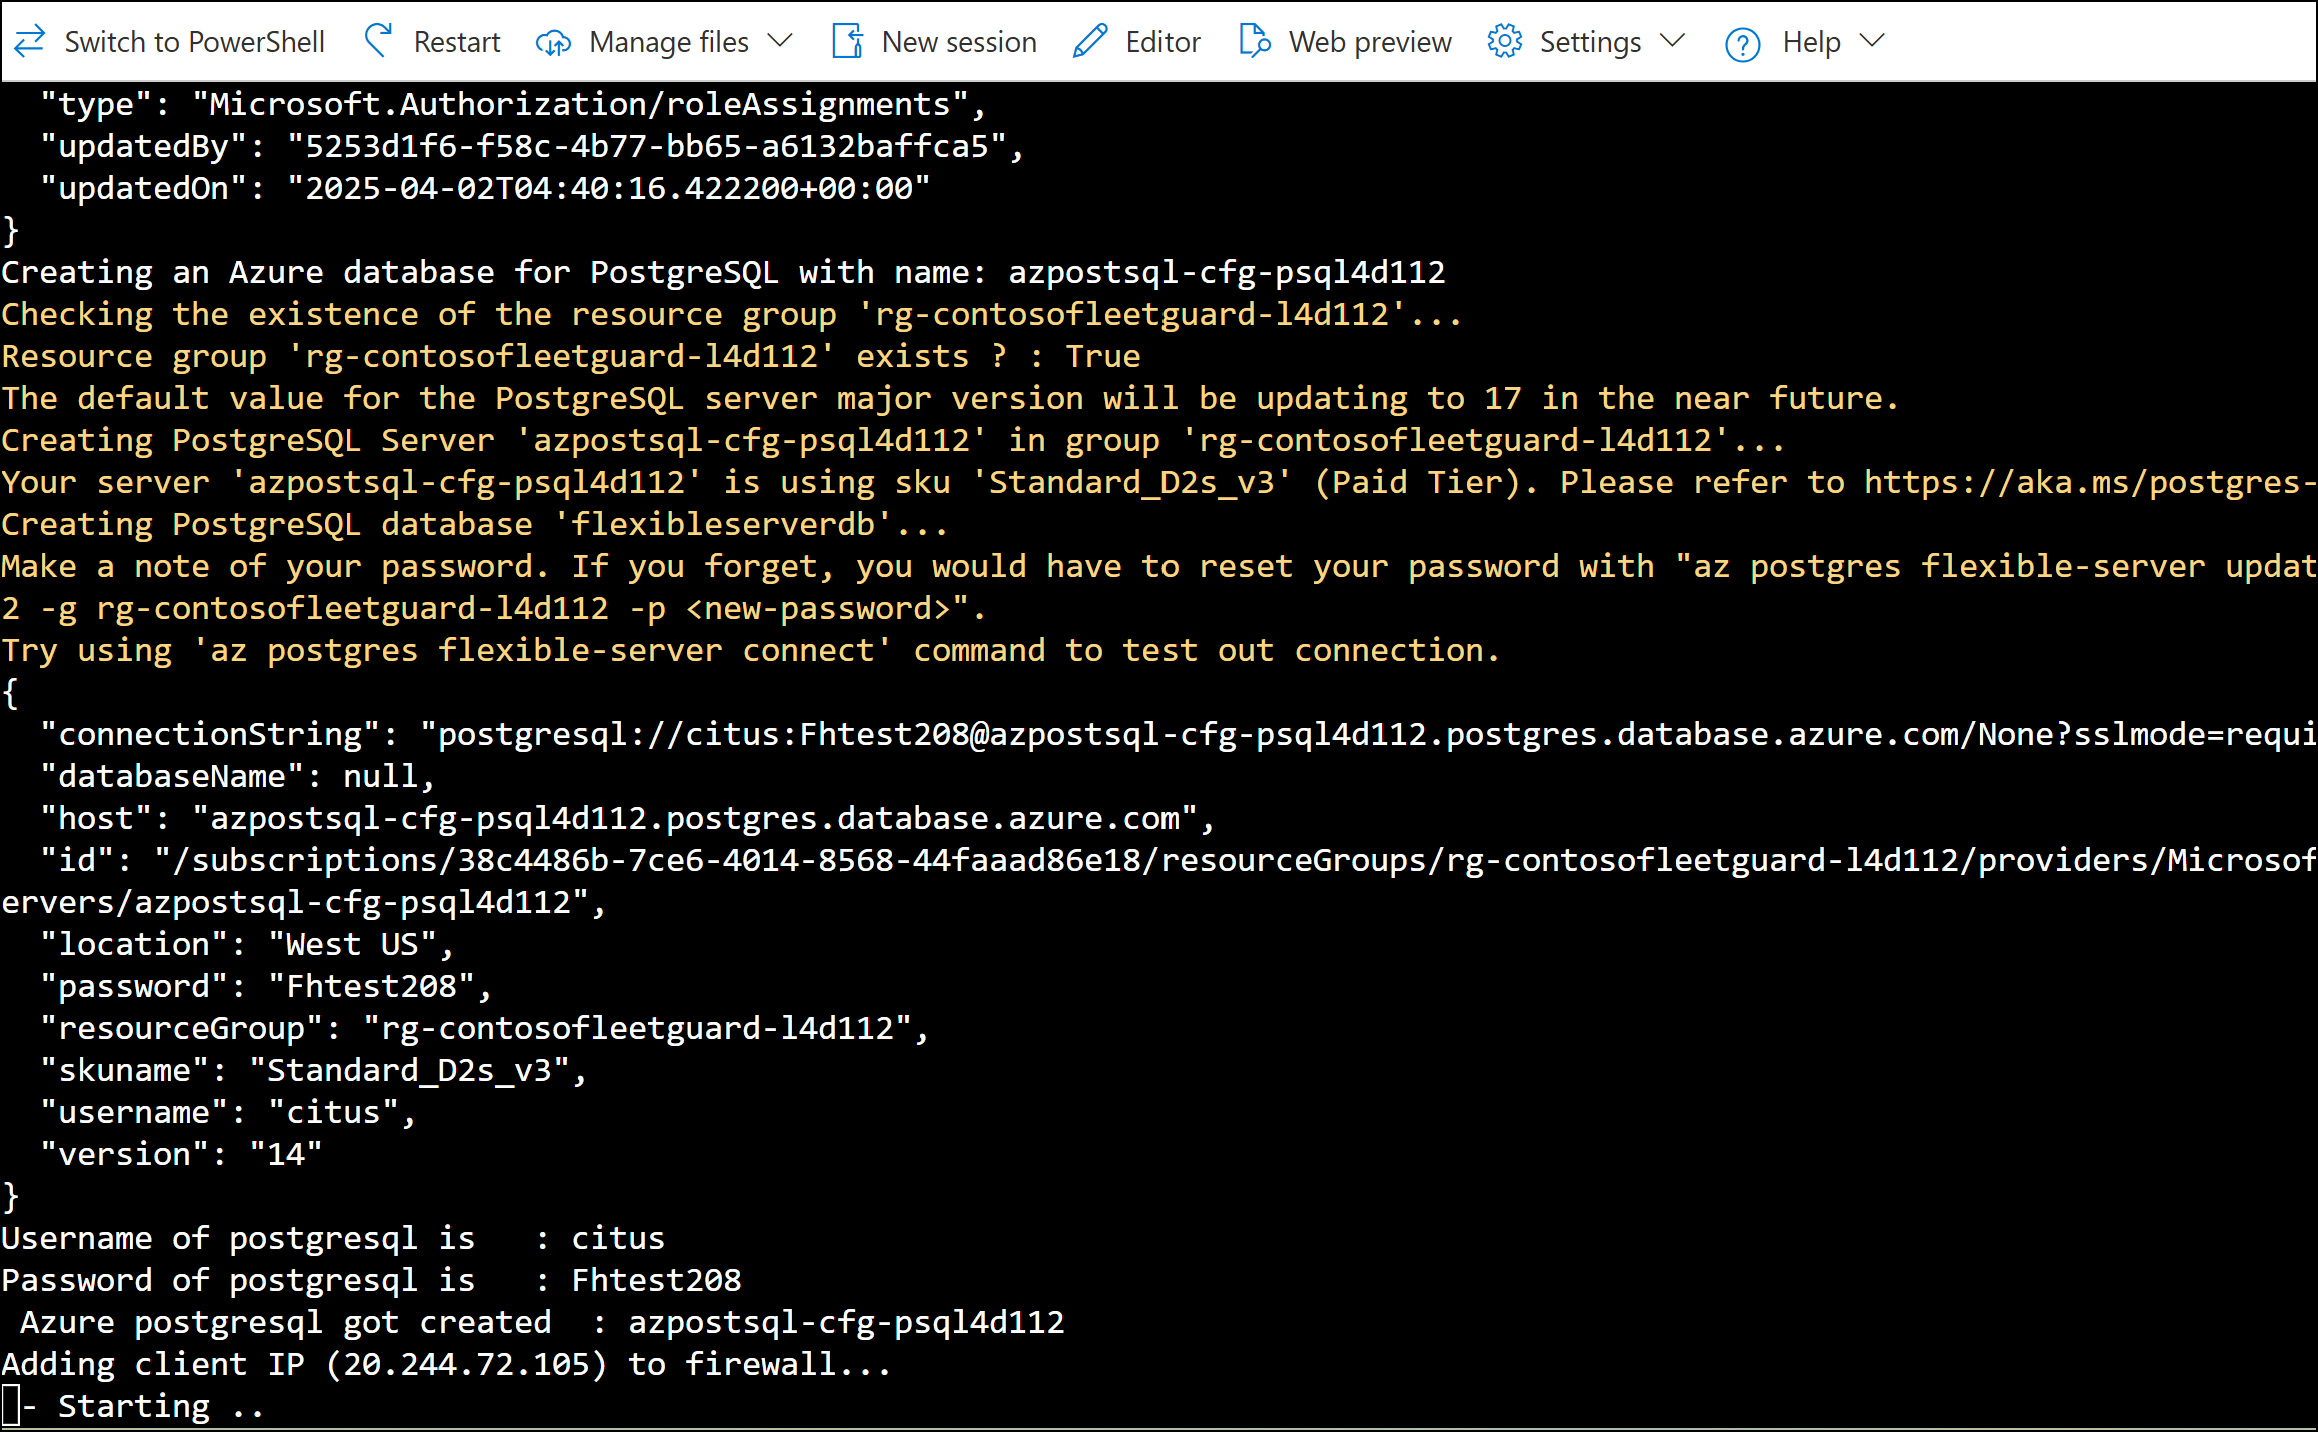 Switch to PowerShell Restart Manage files New session Editor Web preview Settings Help
"type": "Microsoft.Authorization/roleAssignments",
"updatedBy": "5253d1f6-f58c-4b77-bb65-a6132baffca5",
"updatedOn": "2025-04-02T04:40:16.422200+00:00"
}
Creating an Azure database for PostgreSQL with name: azpostsql-cfg-psql4d112
Checking the existence of the resource group 'rg-contosofleetguard-l4d112'...
Resource group 'rg-contosofleetguard-l4d112' exists ? : True
The default value for the PostgreSQL server major version will be updating to 17 in the near future.
Creating PostgreSQL Server 'azpostsql-cfg-psql4d112' in group 'rg-contosofleetguard-l4d112'...
Your server 'azpostsql-cfg-psql4d112' is using sku 'Standard_D2s_v3' (Paid Tier). Please refer to https://aka.ms/postgres-
Creating PostgreSQL database 'flexibleserverdb'...
Make a note of your password. If you forget, you would have to reset your password with "az postgres flexible-server updat
2 -g rg-contosofleetguard-l4d112 -p <new-password>".
Try using 'az postgres flexible-server connect' command to test out connection.
{
"connectionString": "postgresql://citus:Fhtest208@azpostsql-cfg-psql4d112.postgres.database.azure.com/None?sslmode=requi
"databaseName": null,
"host": "azpostsql-cfg-psql4d112.postgres.database.azure.com",
"id": "/subscriptions/38c4486b-7ce6-4014-8568-44faaad86e18/resourceGroups/rg-contosofleetguard-l4d112/providers/Microsof
ervers/azpostsql-cfg-psql4d112",
"location": "West US",
"password": "Fhtest208",
"resourceGroup": "rg-contosofleetguard-l4d112",
"skuname": "Standard_D2s_v3",
"username": "citus",
"version": "14"
}
Username of postgresql is : citus
Password of postgresql is : Fhtest208
Azure postgresql got created : azpostsql-cfg-psql4d112
Adding client IP (20.244.72.105) to firewall...
- Starting ..